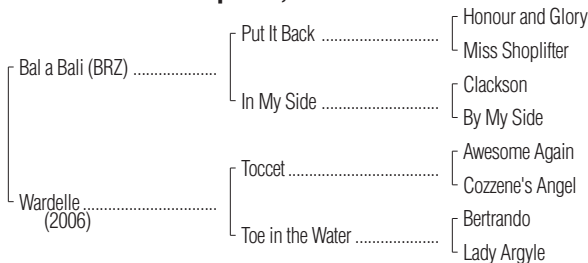 Honour and Glory
Put It Back ..............................
Miss Shoplifter
Bal a Bali (BRZ) .....................
Clackson
In My Side ..............................
By My Side
Awesome Again
Toccet.......................................
Cozzene's Angel
Wardelle...................................
(2006)
Bertrando
Toe in the Water .....................
Lady Argyle